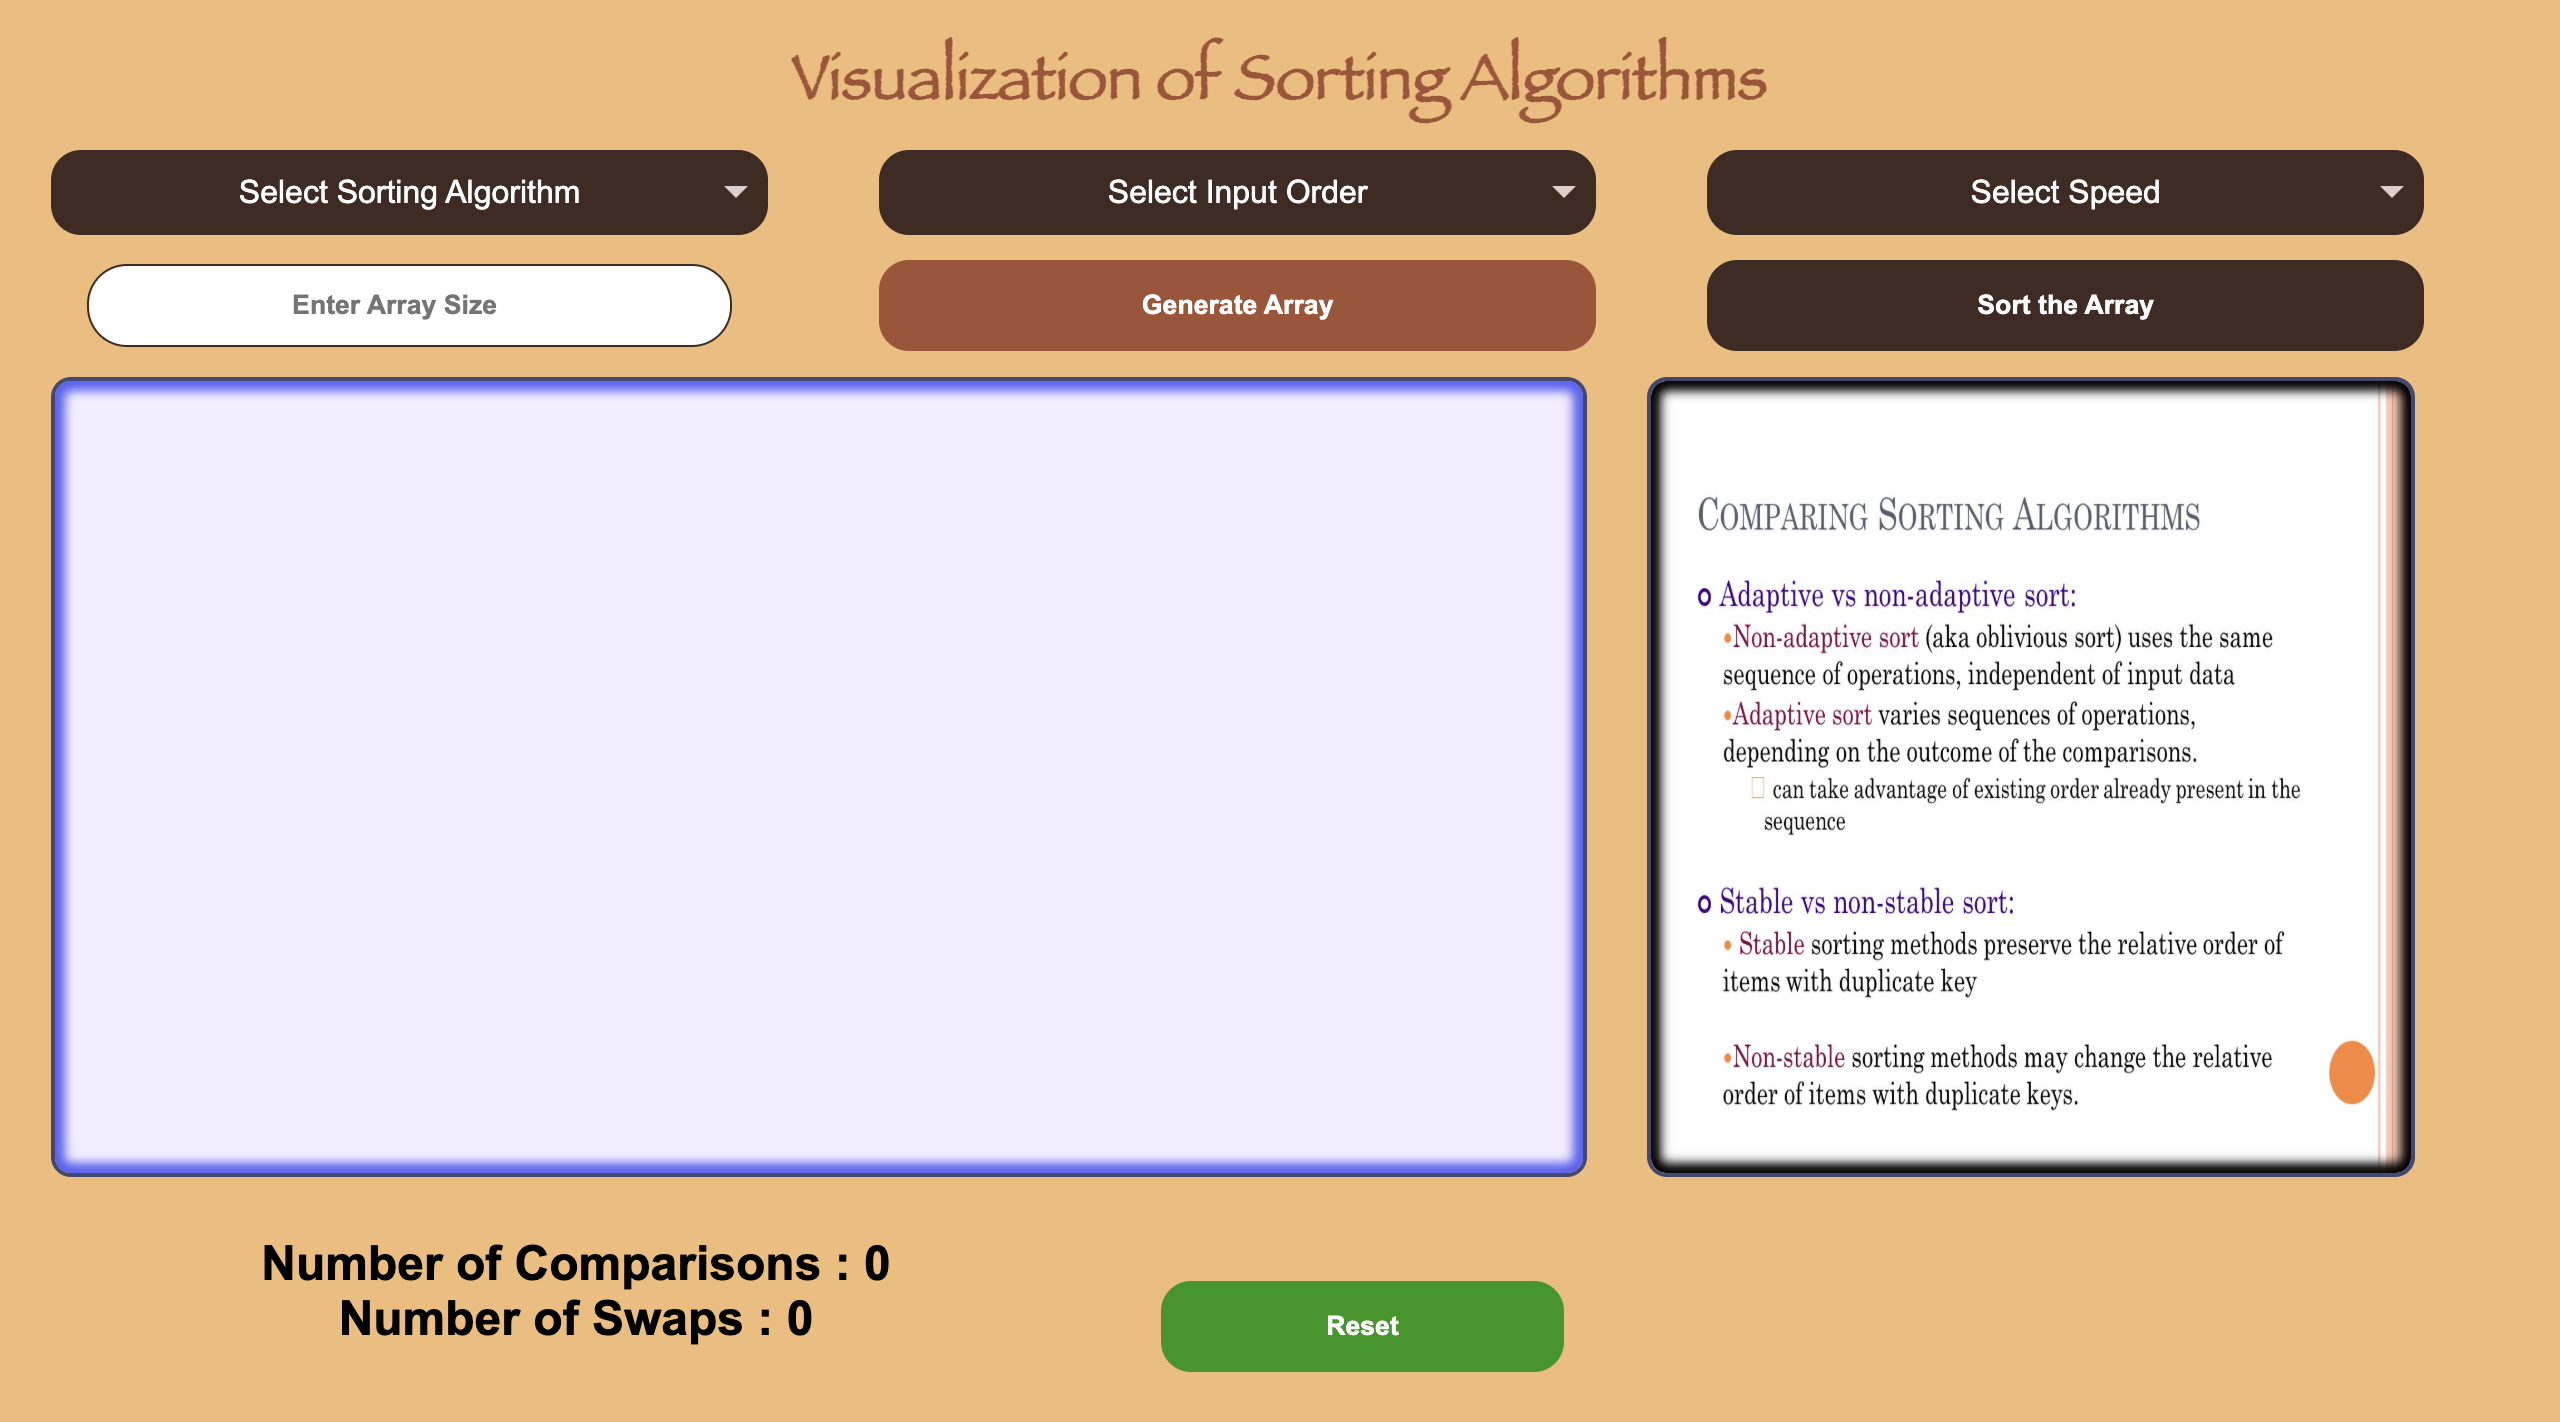 Visualization of Sorting Algorithms
Select Sorting Algorithm
Select Input Order
Select Speed
Enter Array Size
Generate Array
Sort the Array
COMPARING SORTING ALGORITHMS
Adaptive vs non-adaptive sort:
•Non-adaptive sort (aka oblivious sort) uses the same
sequence of operations, independent of input data
•Adaptive sort varies sequences of operations,
depending on the outcome of the comparisons.
can take advantage of existing order already present in the
sequence
Stable vs non-stable sort:
• Stable sorting methods preserve the relative order of
items with duplicate key
•Non-stable sorting methods may change the relative
order of items with duplicate keys.
Number of Comparisons : 0
Number of Swaps : 0
Reset